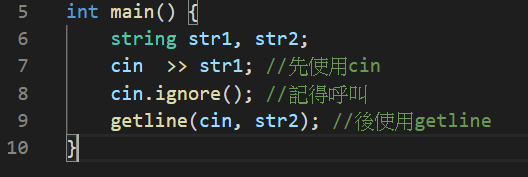 5 int main() {
6 string str1, str2;
7 cin >> str1; //先使用cin
8 cin.ignore(); //記得呼叫
9 getline(cin, str2); //後使用getline
10 }